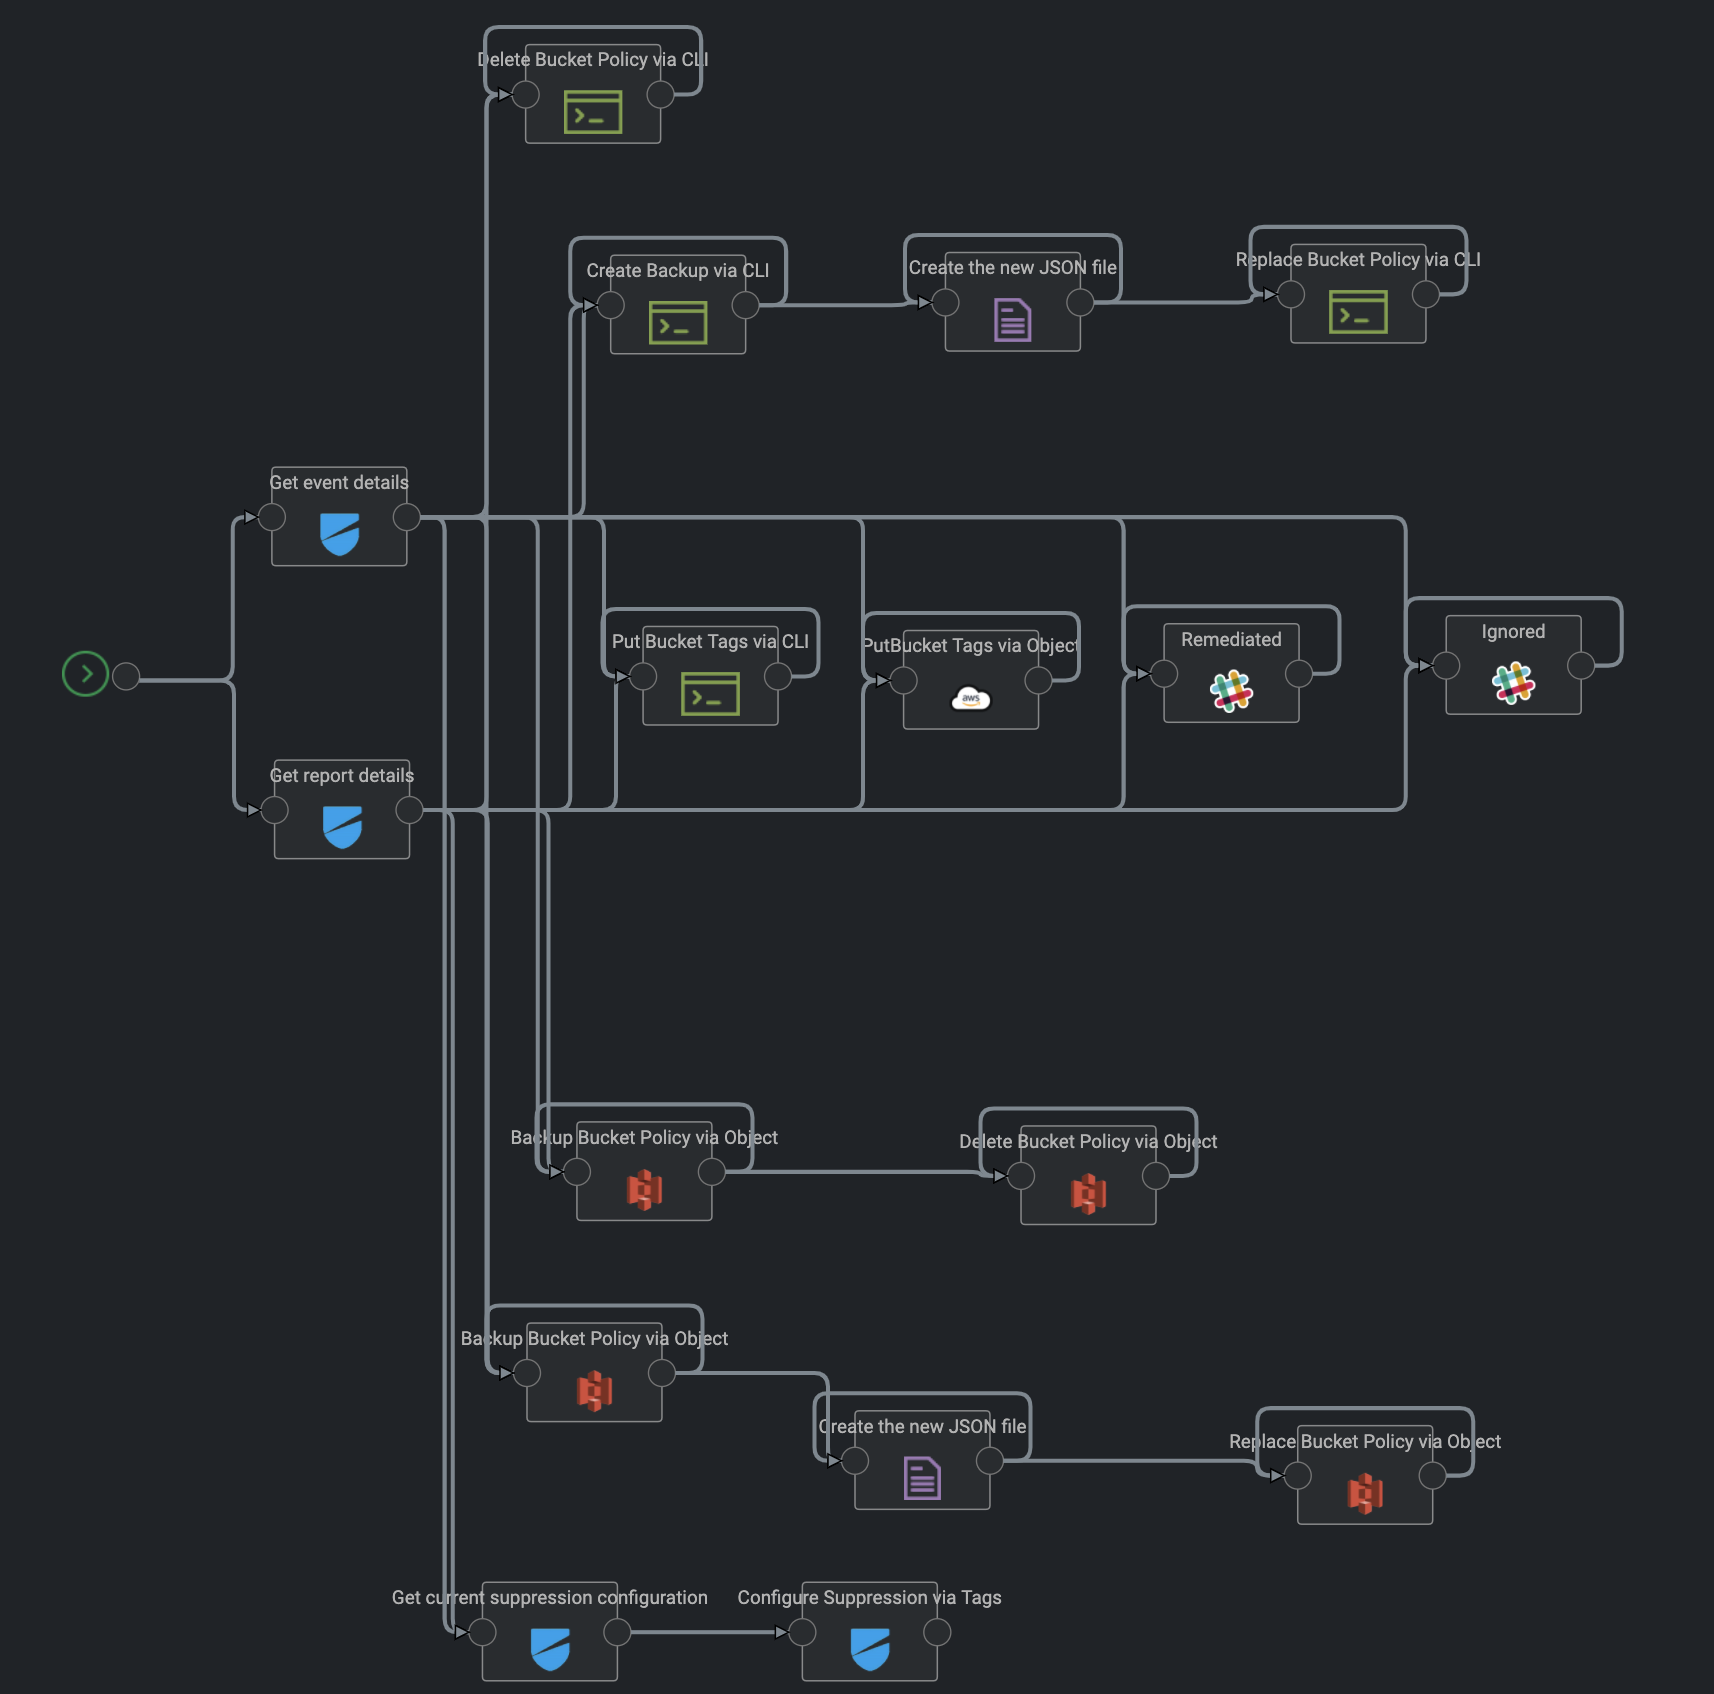 Delete Bucket Policy via CLI
Create Backup via CLI
Create the new JSON file
Replace Bucket Policy via CLI
Get event details
Put Bucket Tags via CLI
PutBucket Tags via Object
Remediated
Ignored
aws
Get report details
Backup Bucket Policy via Object
Delete Bucket Policy via Object
Backup Bucket Policy via Object
Create the new JSON file
Replace Bucket Policy via Object
Get current suppression configuration
Configure Suppression via Tags